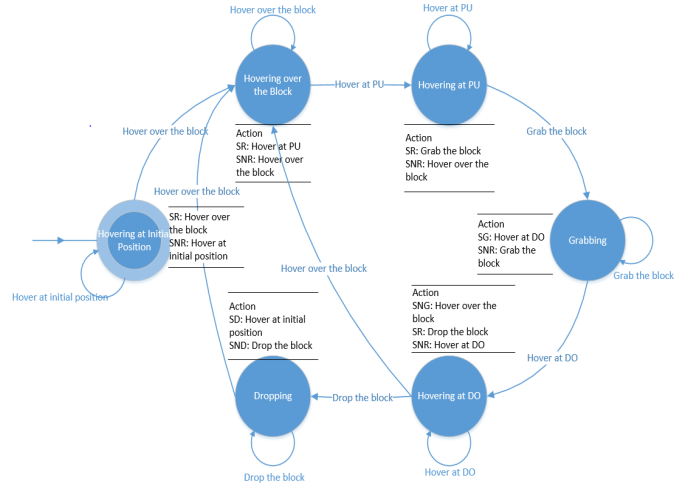 Hover over the block
Hover at PU
Hovering over
the Block
Hover at PU
Hovering at PU
Hover over the block
Grab the block
Action
SR: Hover at PU
SNR: Hover over
the block
Action
SR: Grab the block
SNR: Hover over the
block
Hover over the block
Hovering at Initial
Position
SR: Hover over
the block
SNR: Hover at
initial position
Action
SG: Hover at DO
SNR: Grab the
block
Grabbing
Grab the block
Hover at initial position
Hover over the block
Action
SD: Hover at initial
position
SND: Drop the block
Action
SNG: Hover over the
block
SR: Drop the block
SNR: Hover at DO
Hover at DO
Dropping
Drop the block
Hovering at DO
Drop the block
Hover at DO